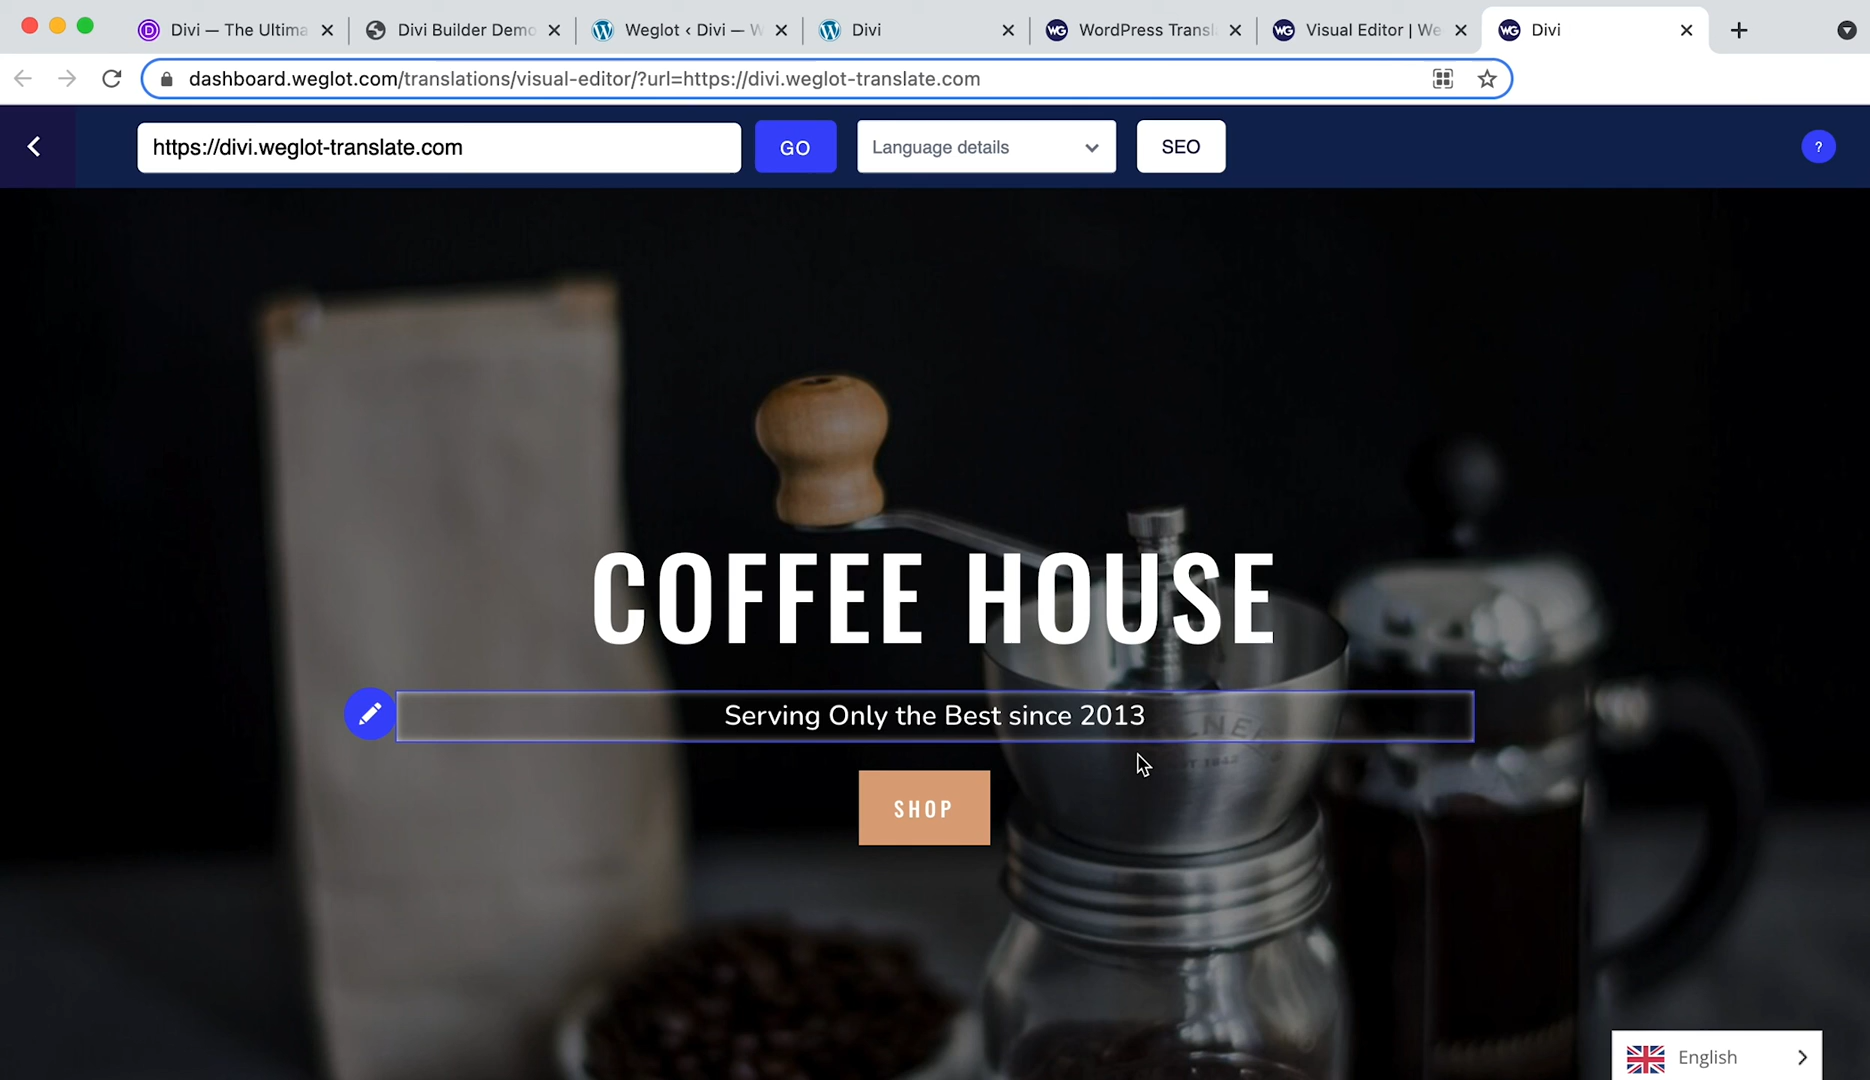 Divi — The Ultima
Divi Builder Demo
Weglot ‹ Divi — W
Divi
WordPress Transl
Visual Editor | We
Divi
dashboard.weglot.com/translations/visual-editor/?url=https://divi.weglot-translate.com
https://divi.weglot-translate.com
GO
Language details
SEO
?
COFFEE HOUSE
Serving Only the Best since 2013
SHOP
English